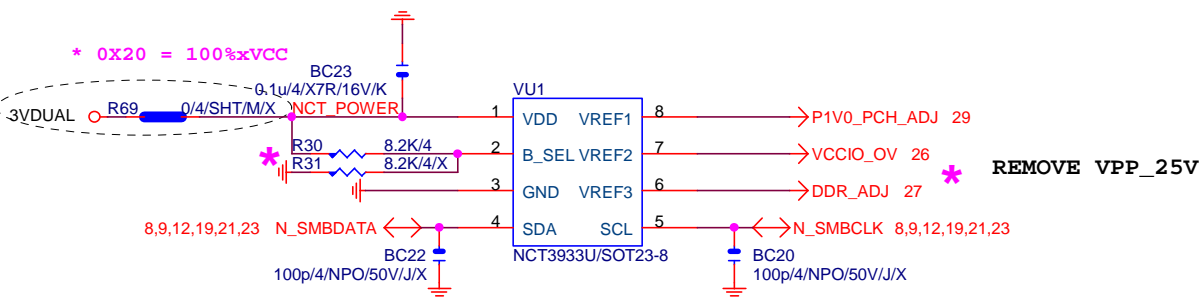 * 0X20 = 100%xVCC
BC23
0.1u/4/X7R/16V/K
3VDUAL R69 0/4/SHT/M/X NCT_POWER
VU1
1 VDD VREF1 8 P1V0_PCH_ADJ 29
R30 8.2K/4
2 B_SEL VREF2 7 VCCIO_OV 26
* R31 8.2K/4/X
3 GND VREF3 6 DDR_ADJ 27 * REMOVE VPP_25V
8,9,12,19,21,23 N_SMBDATA 4 SDA SCL 5 N_SMBCLK 8,9,12,19,21,23
NCT3933U/SOT23-8
BC22
100p/4/NPO/50V/J/X
BC20
100p/4/NPO/50V/J/X